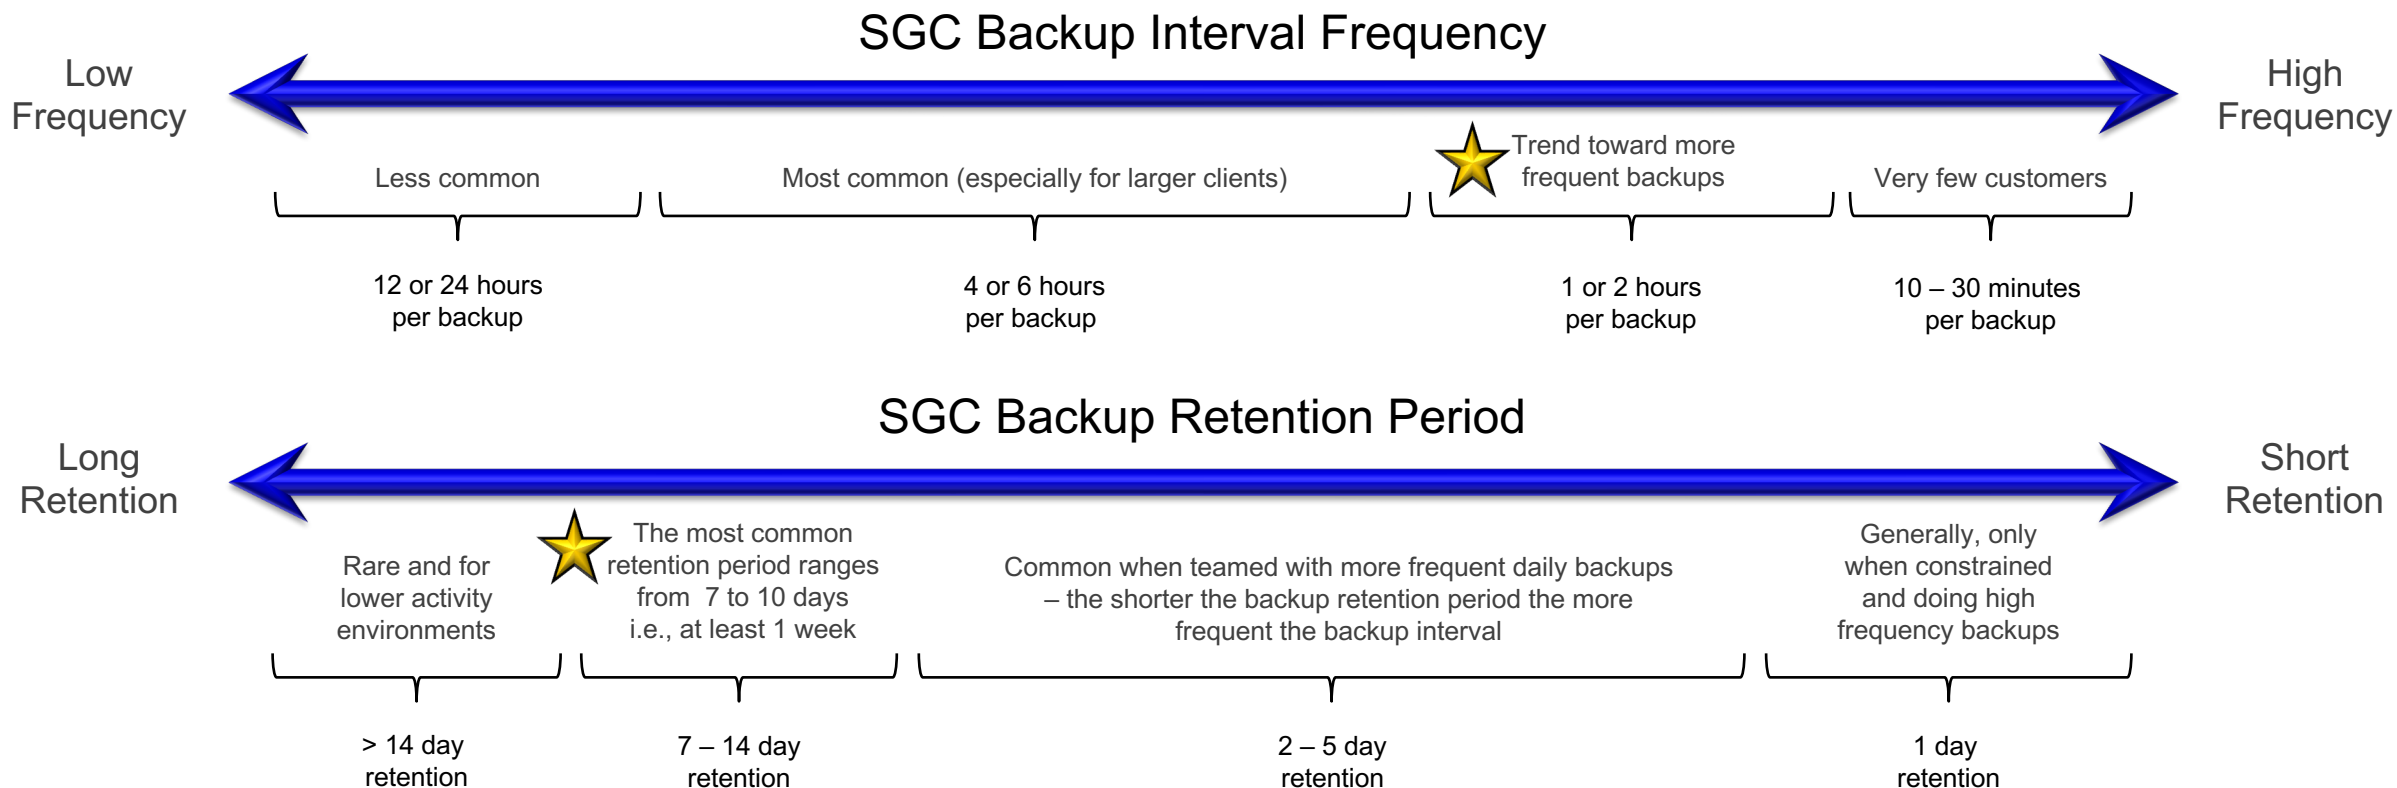 SGC Backup Interval Frequency
Low
Frequency
High
Frequency
Less common
Most common (especially for larger clients)
Trend toward more
frequent backups
Very few customers
12 or 24 hours
per backup
4 or 6 hours
per backup
1 or 2 hours
per backup
10 – 30 minutes
per backup
SGC Backup Retention Period
Long
Retention
Short
Retention
Rare and for
lower activity
environments
The most common
retention period ranges
from  7 to 10 days
i.e., at least 1 week
Common when teamed with more frequent daily backups
– the shorter the backup retention period the more
frequent the backup interval
Generally, only
when constrained
and doing high
frequency backups
> 14 day
retention
7 – 14 day
retention
2 – 5 day
retention
1 day
retention